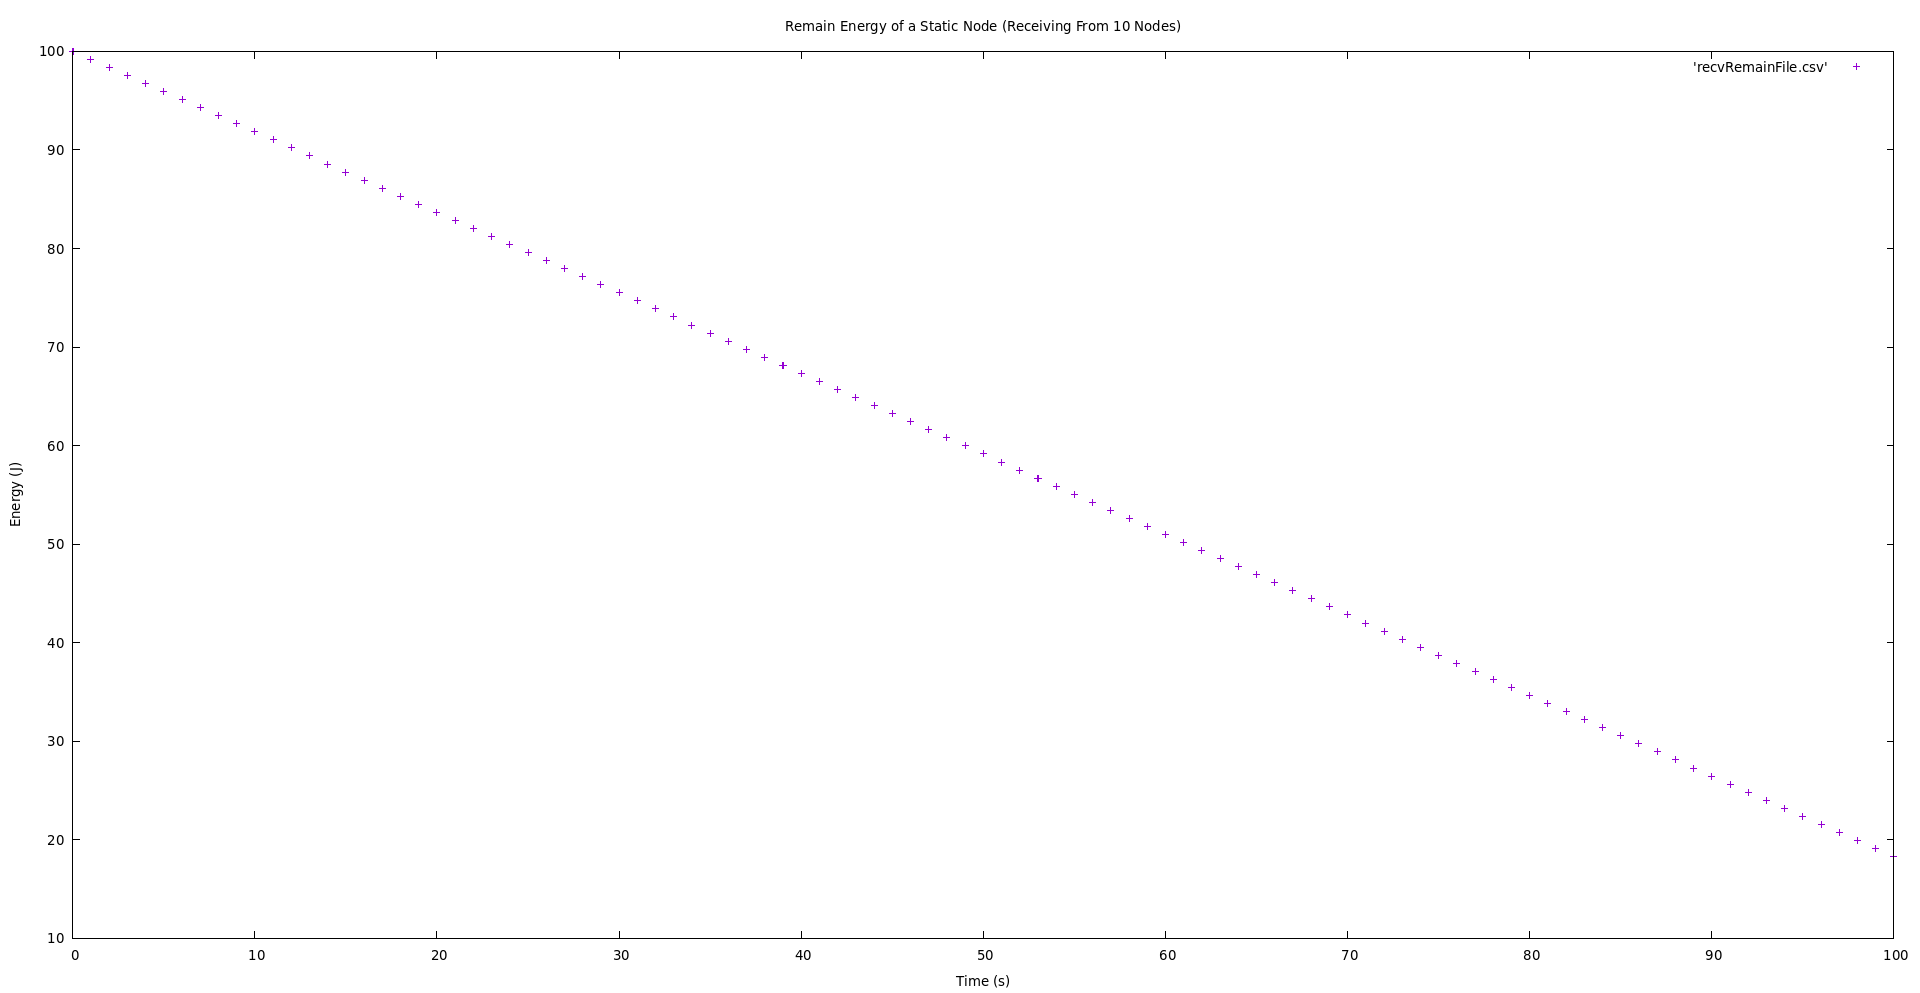 Remain Energy of a Static Node (Receiving From 10 Nodes)
'recvRemainFile.csv'
100
90
80
70
60
50
40
30
20
10
Energy (J)
0 10 20 30 40 50 60 70 80 90 100
Time (s)